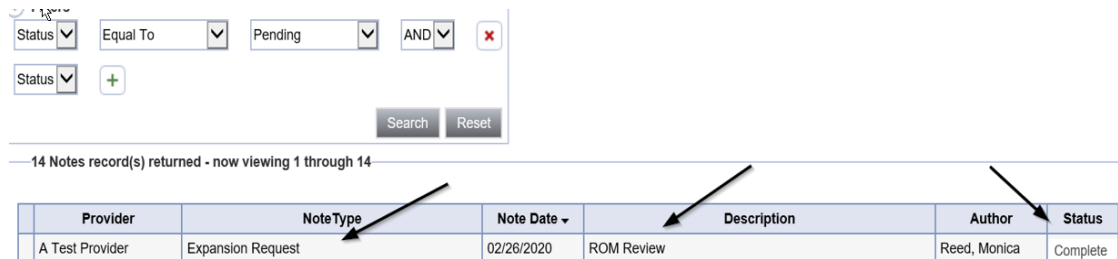 Filters
Status Equal To Pending AND
Status
Search Reset
14 Notes record(s) returned - now viewing 1 through 14
Provider NoteType Note Date Description Author Status
A Test Provider Expansion Request 02/26/2020 ROM Review Reed, Monica Complete